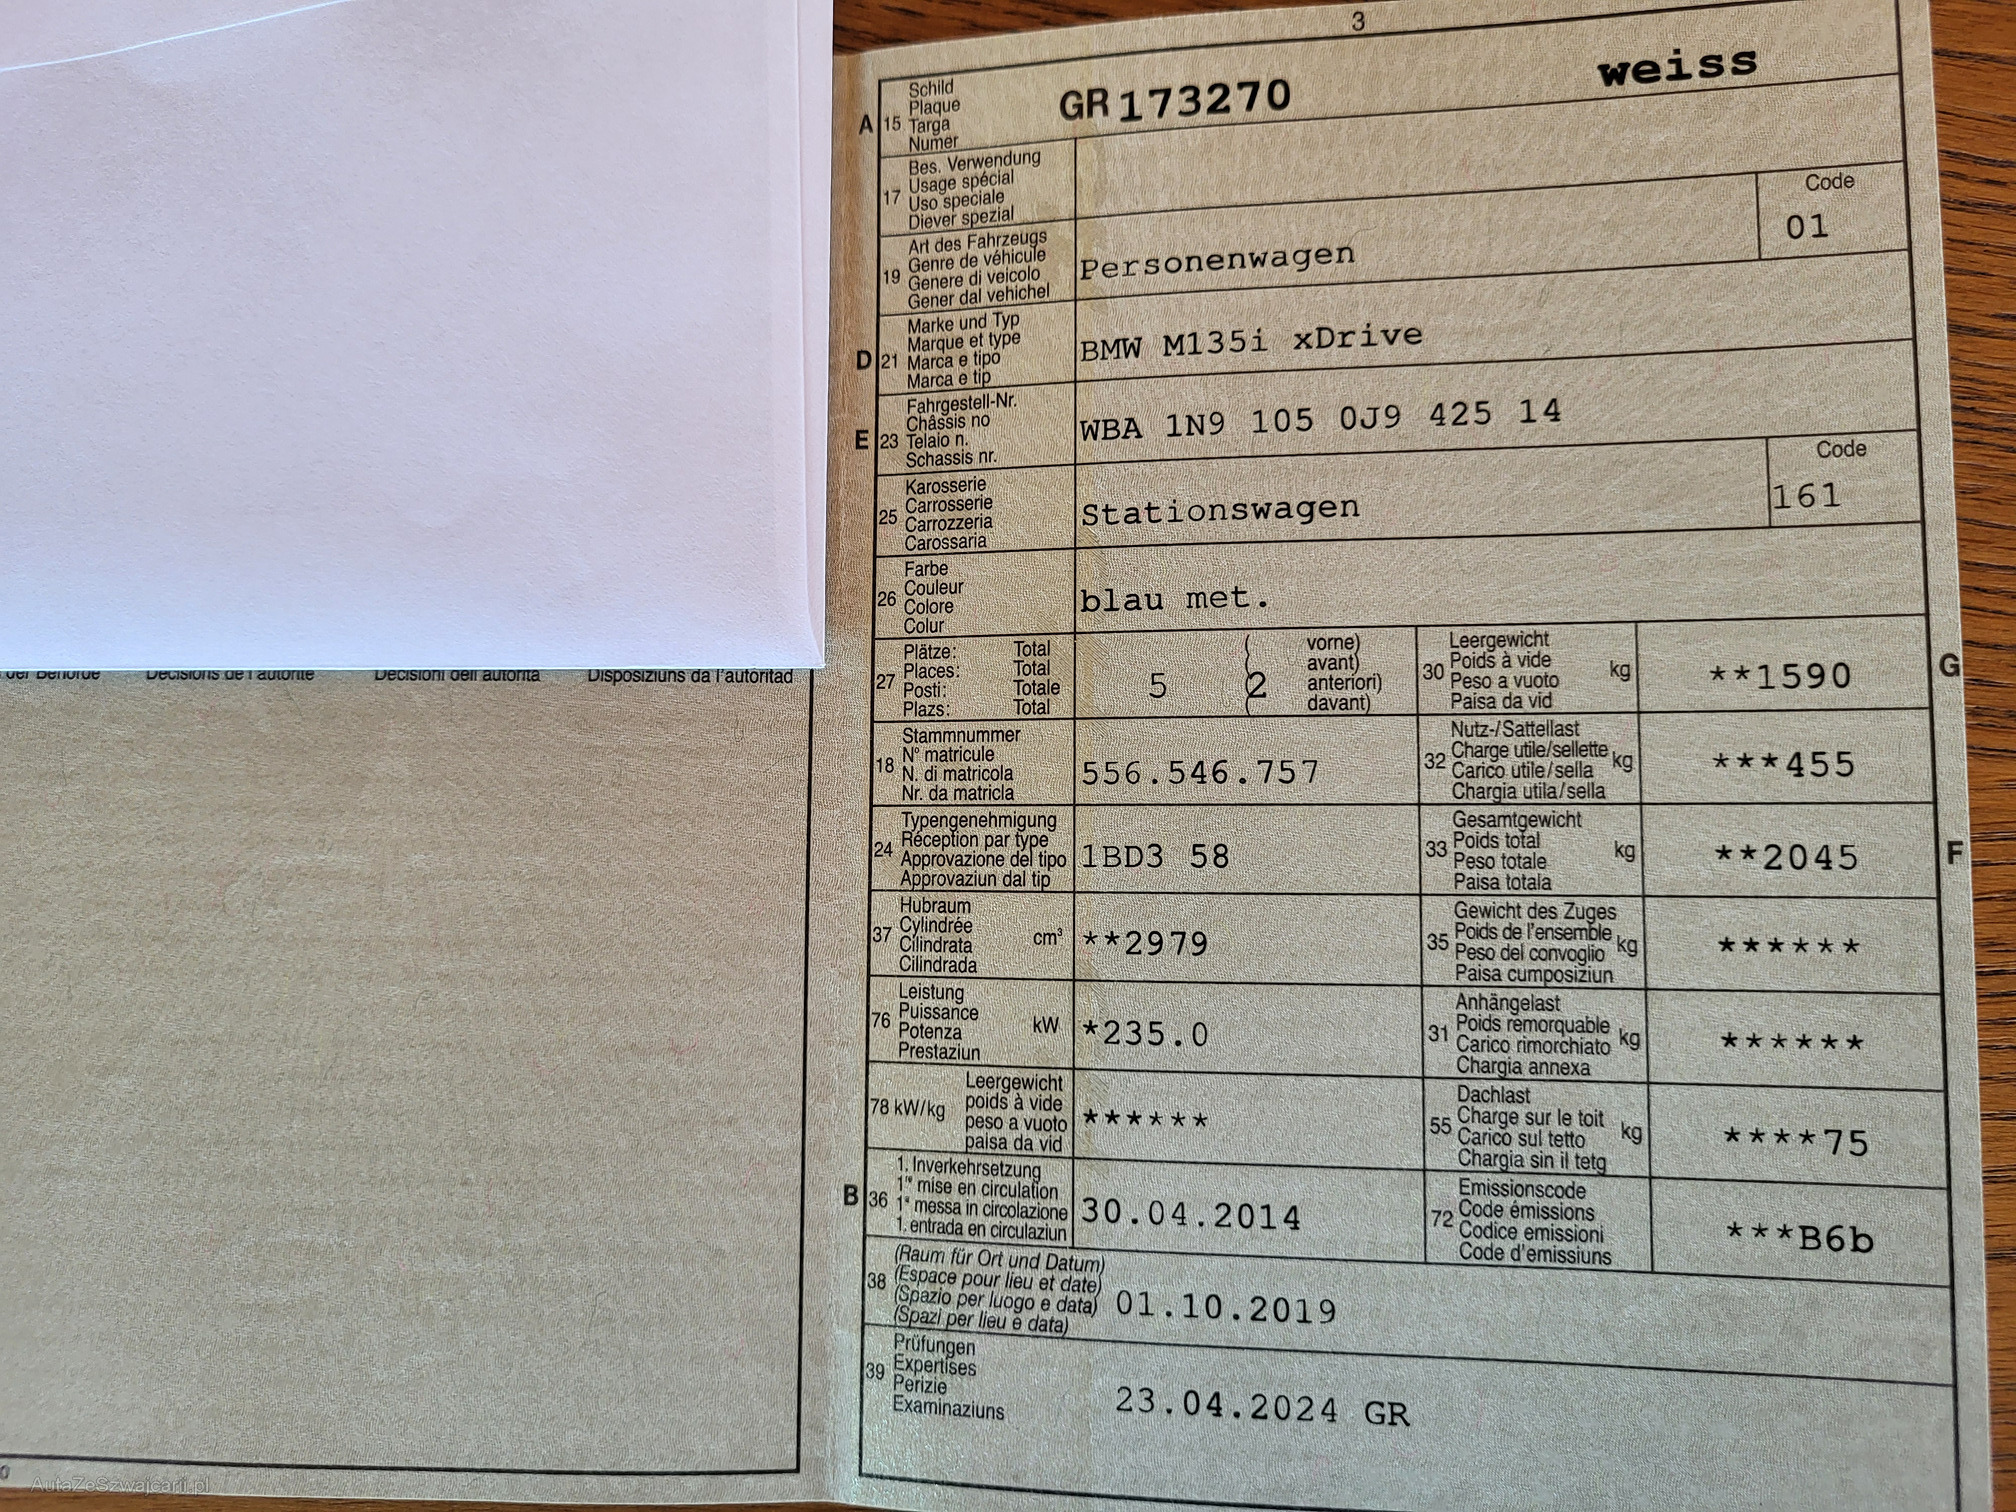 3
A 15 Schild
Plaque
Targa
Numer
GR 173270 weiss
17 Bes. Verwendung
Usage spécial
Uso speciale
Diever spezial
19 Art des Fahrzeugs
Genre de véhicule
Genere di veicolo
Gener dal vehichel
Personenwagen
Code
01
D 21 Marke und Typ
Marque et type
Marca e tipo
Marca e tip
BMW M135i xDrive
E 23 Fahrgestell-Nr.
Châssis no
Telaio n.
Schassis nr.
WBA 1N9 105 0J9 425 14
25 Karosserie
Carrosserie
Carrozzeria
Carossaria
Stationswagen
Code
161
26 Farbe
Couleur
Colore
Colur
blau met.
27 Plätze: Total
Places: Total
Posti: Totale
Plazs: Total
5 2
vorne)
avant)
anteriori)
davant)
30 Leergewicht
Poids à vide
Peso a vuoto
Paisa da vid
kg
**1590
G
18 Stammnummer
N° matricule
N. di matricola
Nr. da matricla
556.546.757
32 Nutz-/Sattellast
Charge utile/sellette
Carico utile/sella
Chargia utila/sella
kg
***455
24 Typengenehmigung
Réception par type
Approvazione del tipo
Approvaziun dal tip
1BD3 58
33 Gesamtgewicht
Poids total
Peso totale
Paisa totala
kg
**2045
F
37 Hubraum
Cylindrée
Cilindrata
Cilindrada
cm³
**2979
35 Gewicht des Zuges
Poids de l'ensemble
Peso del convoglio
Paisa cumposiziun
kg
******
76 Leistung
Puissance
Potenza
Prestaziun
kW
*235.0
31 Anhängelast
Poids remorquable
Carico rimorchiato
Chargia annexa
kg
******
78 kW/kg
Leergewicht
poids à vide
peso a vuoto
paisa da vid
******
55 Dachlast
Charge sur le toit
Carico sul tetto
Chargia sin il tetg
kg
****75
B 36 1. Inverkehrsetzung
1re mise en circulation
1a messa in circolazione
1. entrada en circulaziun
30.04.2014
72 Emissionscode
Code émissions
Codice emissioni
Code d'emissiuns
***B6b
38 (Raum für Ort und Datum)
(Espace pour lieu et date)
(Spazio per luogo e data)
(Spazi per lieu e data)
01.10.2019
39 Prüfungen
Expertises
Perizie
Examinaziuns
23.04.2024 GR
der Behörde Décisions de l'autorité Decisioni dell'autorità Disposiziuns da l'autoritad
AutaZeSzwajcarii.pl